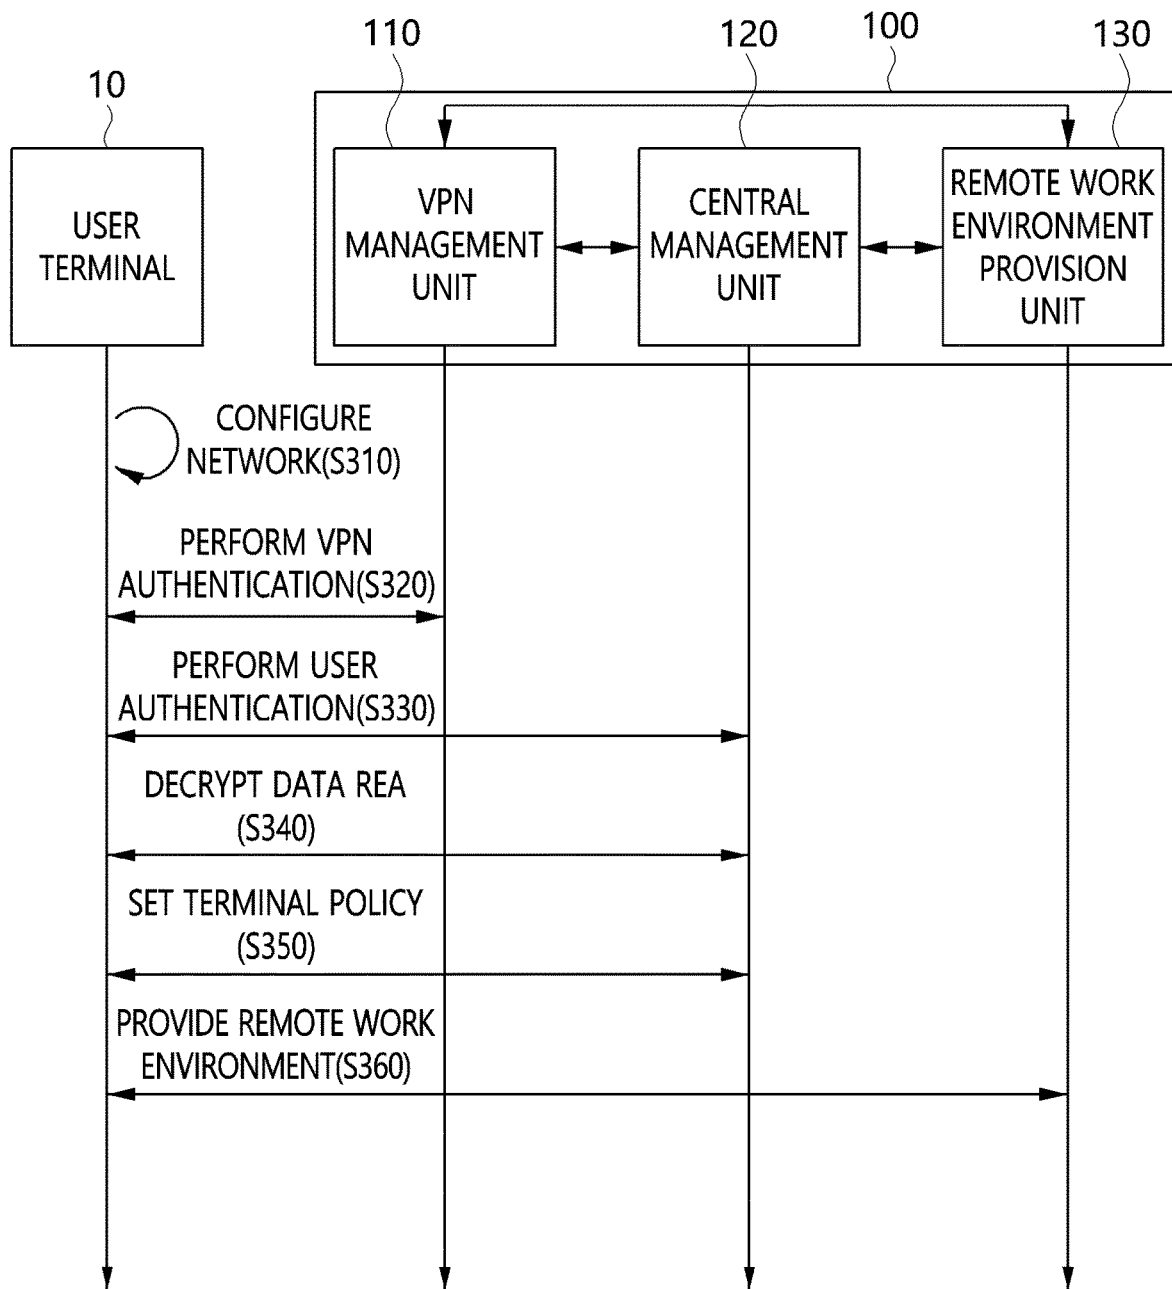 110
120
100
130
10
USER
TERMINAL
VPN
MANAGEMENT
UNIT
CENTRAL
MANAGEMENT
UNIT
REMOTE WORK
ENVIRONMENT
PROVISION
UNIT
CONFIGURE
NETWORK(S310)
PERFORM VPN
AUTHENTICATION(S320)
PERFORM USER
AUTHENTICATION(S330)
DECRYPT DATA REA
(S340)
SET TERMINAL POLICY
(S350)
PROVIDE REMOTE WORK
ENVIRONMENT(S360)